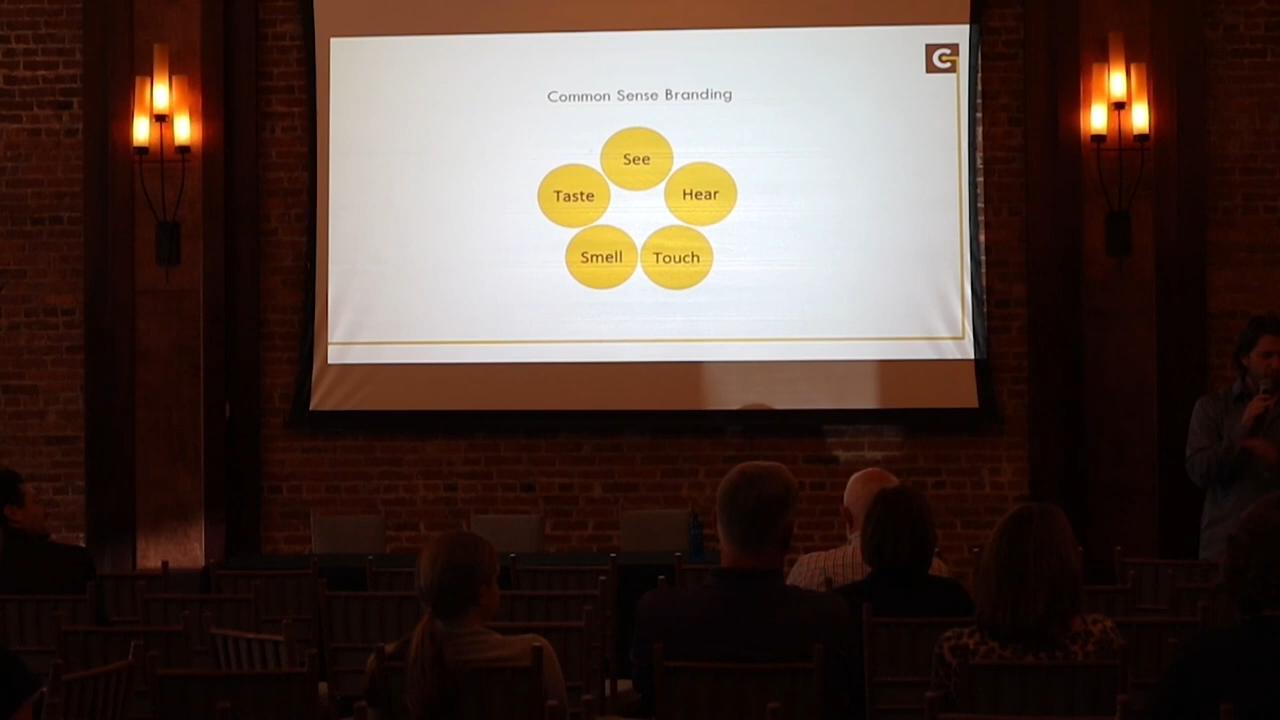 C
Common Sense Branding
See
Taste
Hear
Smell
Touch